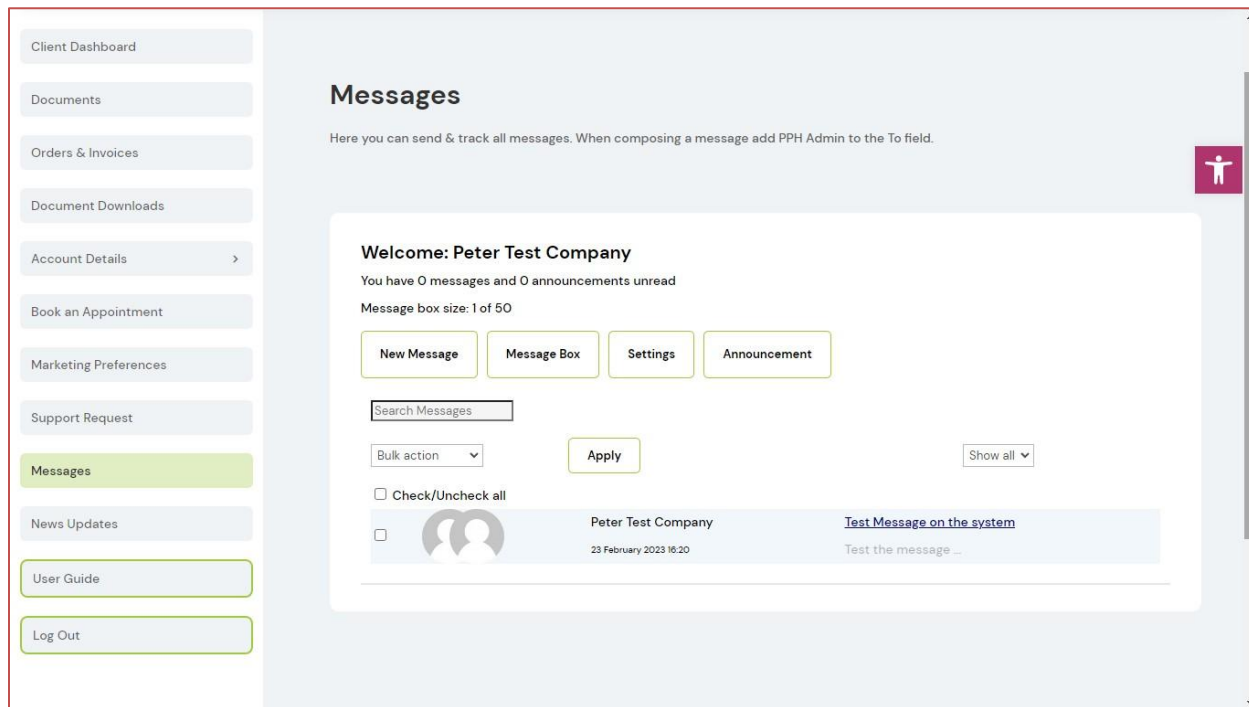 Client Dashboard
Documents
Orders & Invoices
Document Downloads
Account Details
Book an Appointment
Marketing Preferences
Support Request
Messages
News Updates
User Guide
Log Out
Messages
Here you can send & track all messages. When composing a message add PPH Admin to the To field.
Welcome: Peter Test Company
You have 0 messages and 0 announcements unread
Message box size: 1 of 50
New Message Message Box Settings Announcement
Search Messages
Bulk action Apply Show all
Check/Uncheck all
Peter Test Company Test Message on the system
23 February 2023 16:20 Test the message ...